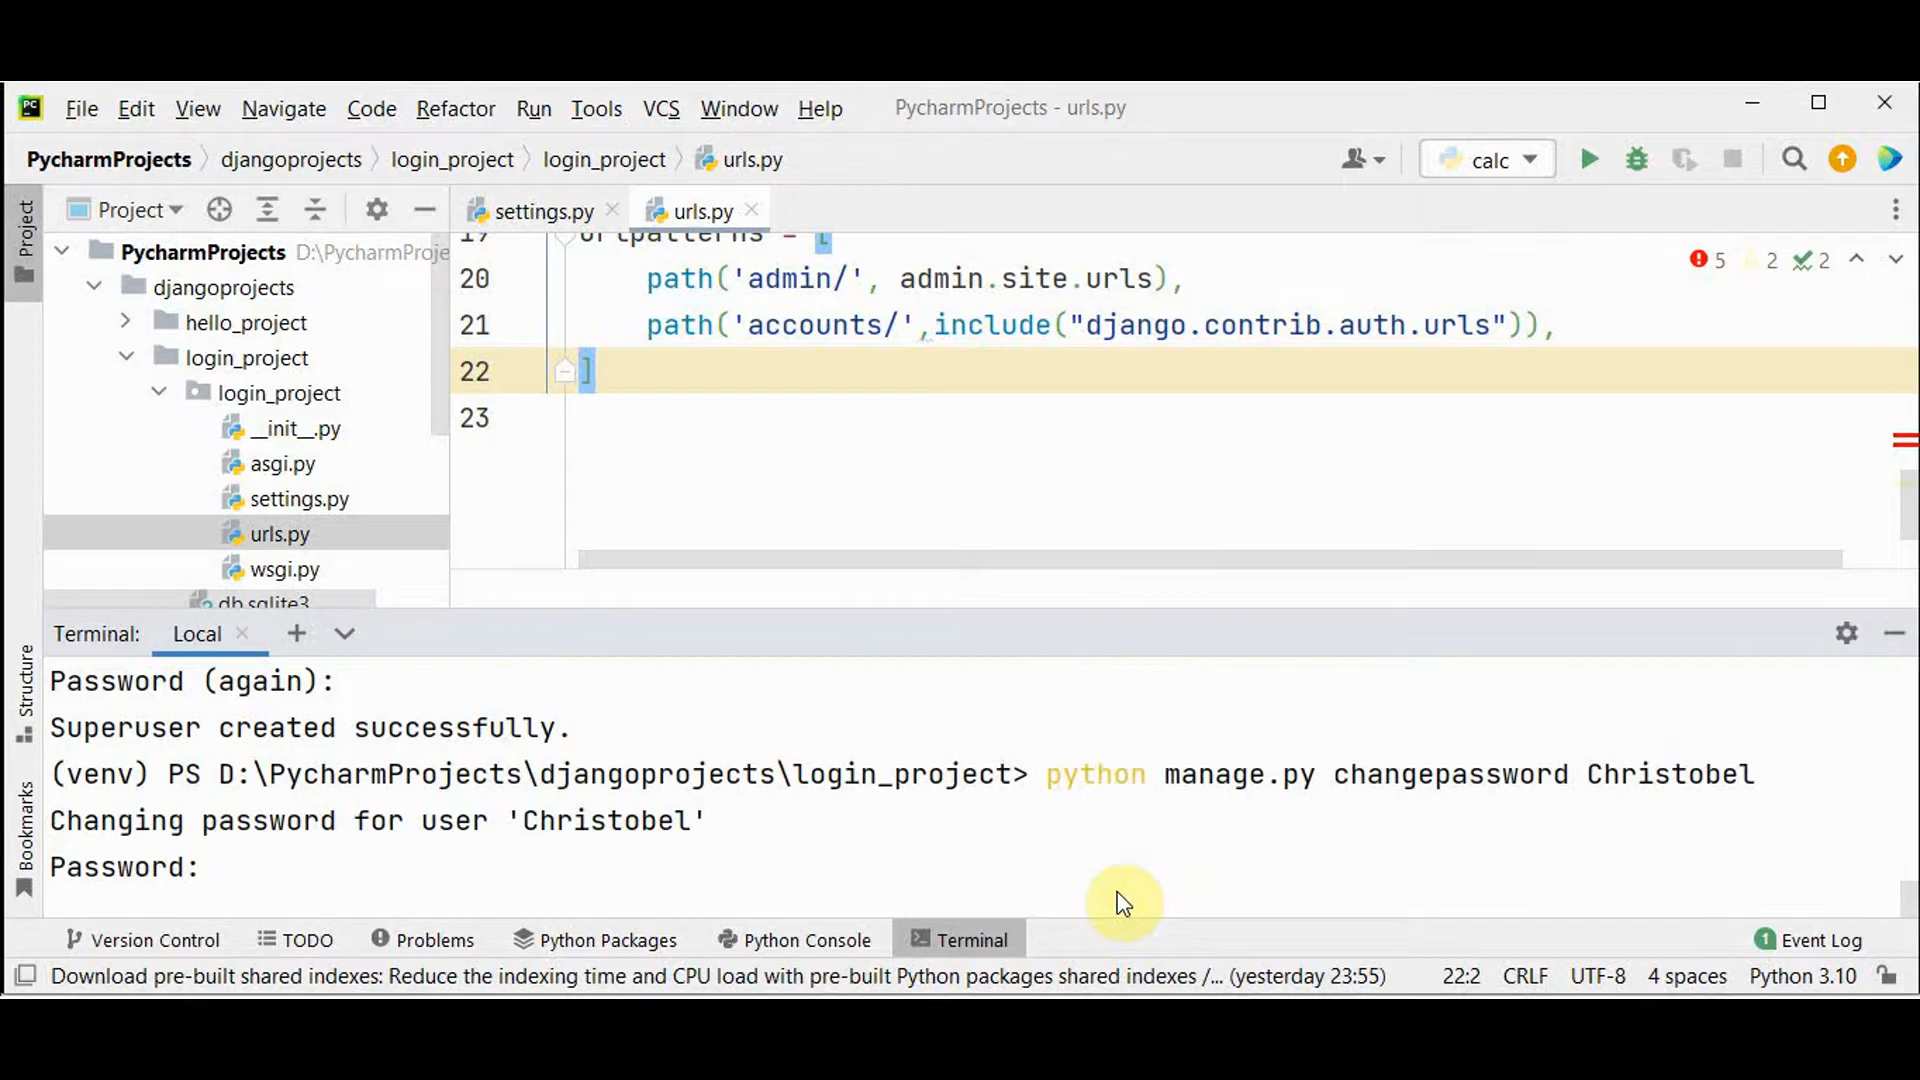 PC File Edit View Navigate Code Refactor Run Tools VCS Window Help PycharmProjects - urls.py
PycharmProjects djangoprojects login_project login_project urls.py calc
Project settings.py urls.py
Project
PycharmProjects D:\PycharmProje
djangoprojects
hello_project
login_project
login_project
__init__.py
asgi.py
settings.py
urls.py
wsgi.py
db.sqlite3
19 urlpatterns = [
20 path('admin/', admin.site.urls),
21 path('accounts/',include("django.contrib.auth.urls")),
22 ]
23
5 2 2
Structure
Bookmarks
Terminal: Local
Password (again):
Superuser created successfully.
(venv) PS D:\PycharmProjects\djangoprojects\login_project> python manage.py changepassword Christobel
Changing password for user 'Christobel'
Password:
Version Control TODO Problems Python Packages Python Console Terminal 1 Event Log
Download pre-built shared indexes: Reduce the indexing time and CPU load with pre-built Python packages shared indexes /... (yesterday 23:55) 22:2 CRLF UTF-8 4 spaces Python 3.10